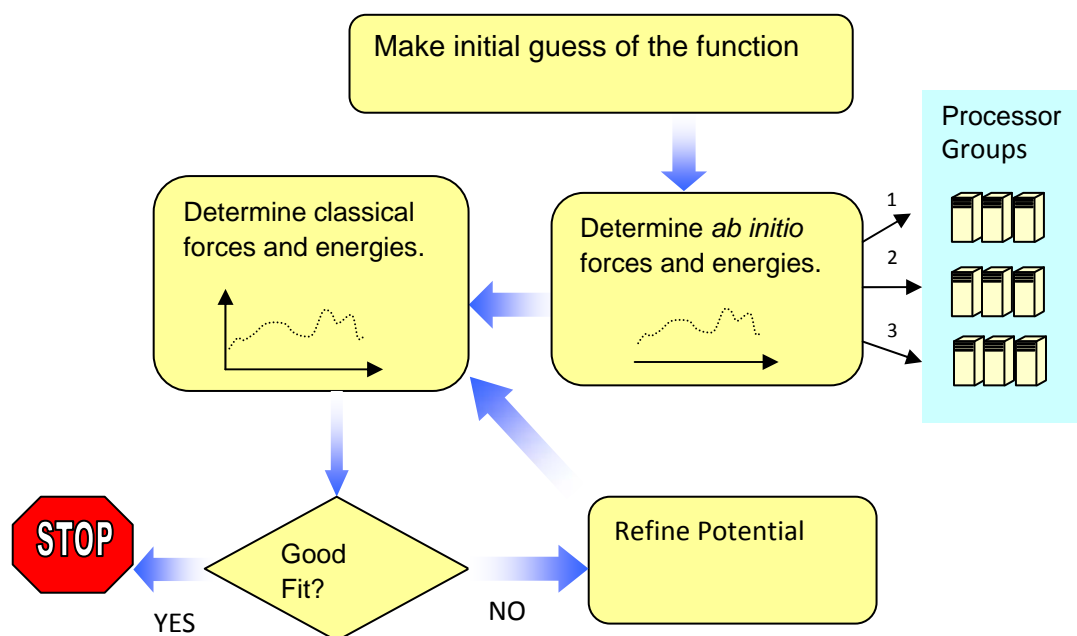 Make initial guess of the function
Processor
Groups
Determine classical
forces and energies.
Determine ab initio
forces and energies.
1
2
3
STOP
Good
Fit?
Refine Potential
YES
NO